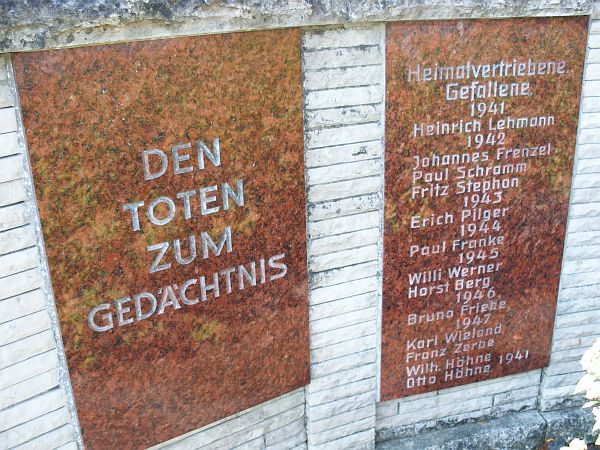 DEN
TOTEN
ZUM
GEDÄCHTNIS
Heimatvertriebene
Gefallene
1941
Heinrich Lehmann
1942
Johannes Frenzel
Paul Schramm
Fritz Stephan
1943
Erich Pilger
1944
Paul Franke
1945
Willi Werner
Horst Berg
1946
Bruno Friebe
1947
Karl Wieland
Franz Zerbe
Wilh. Höhne 1941
Otto Höhne